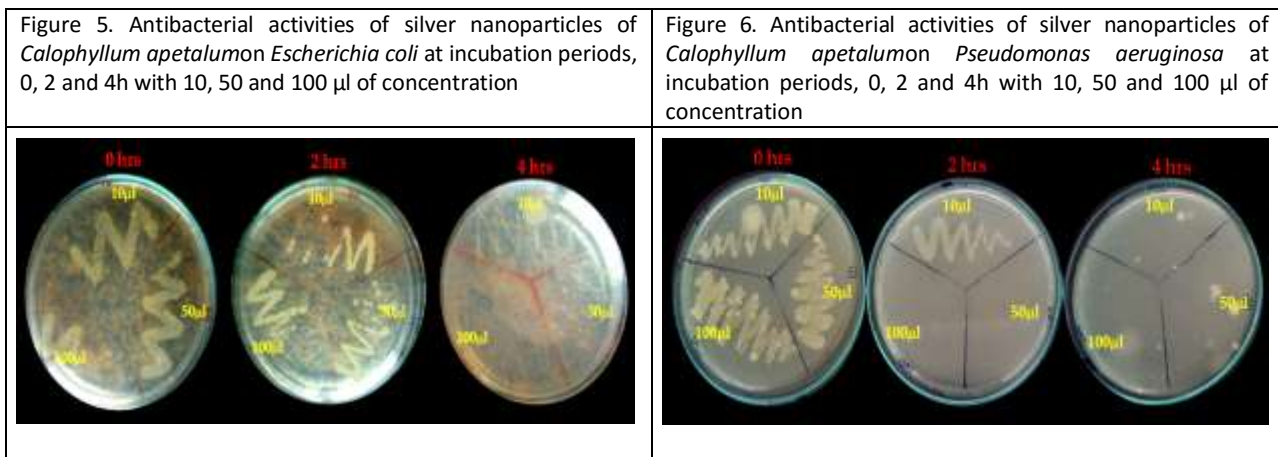 Figure 5. Antibacterial activities of silver nanoparticles of
Calophyllum apetalumon Escherichia coli at incubation periods,
0, 2 and 4h with 10, 50 and 100 µl of concentration
Figure 6. Antibacterial activities of silver nanoparticles of
Calophyllum apetalumon Pseudomonas aeruginosa at
incubation periods, 0, 2 and 4h with 10, 50 and 100 µl of
concentration
0 hrs
10µl
50µl
100µl
2 hrs
10µl
50µl
100µl
4 hrs
10µl
50µl
100µl
0 hrs
10µl
50µl
100µl
2 hrs
10µl
50µl
100µl
4 hrs
10µl
50µl
100µl